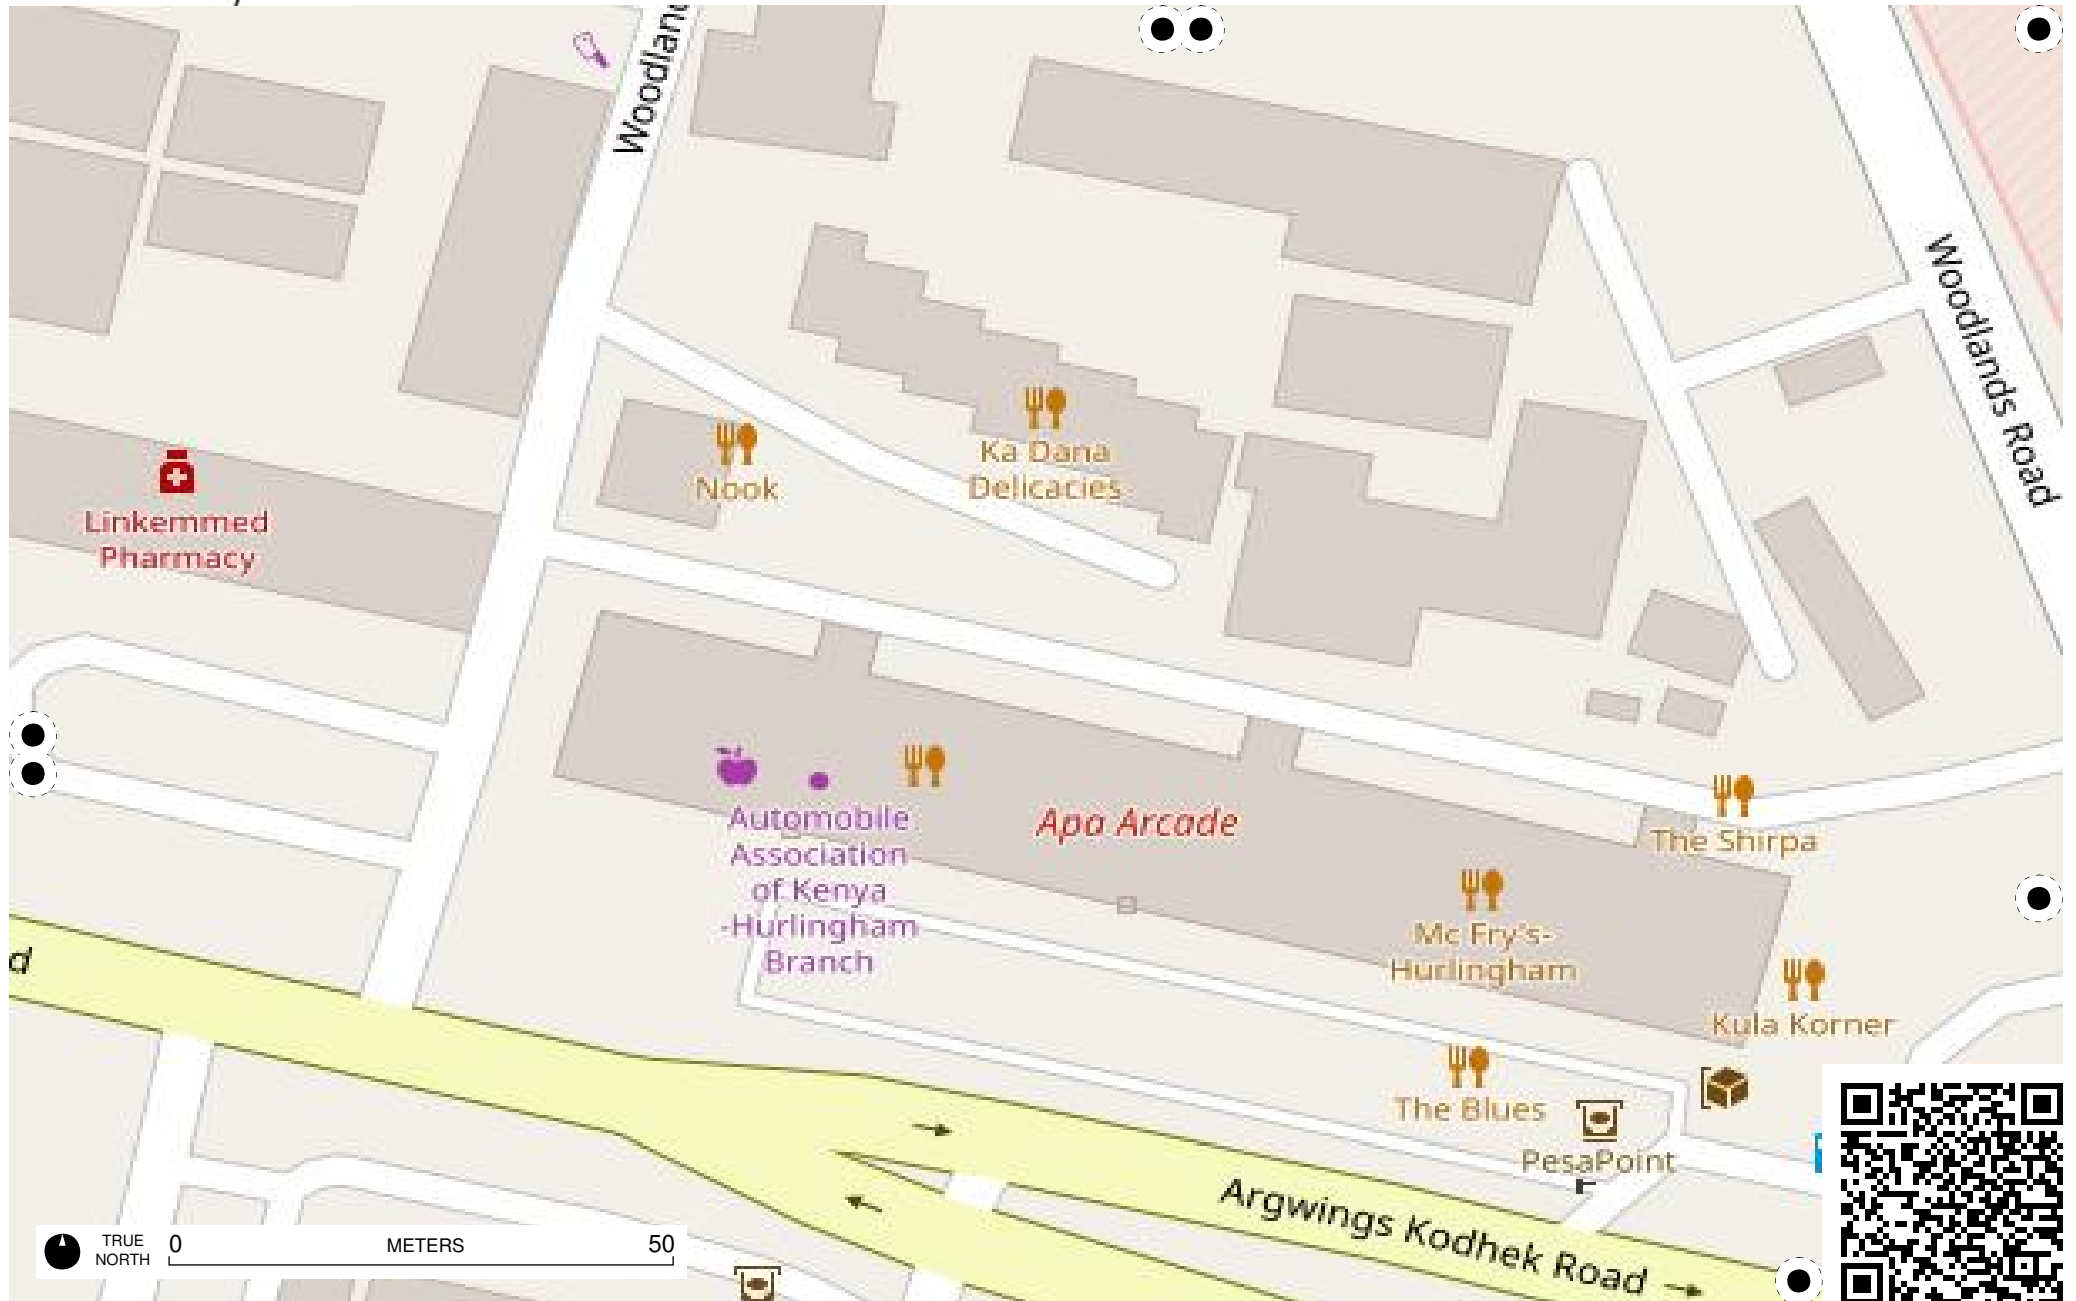 Woodland
Woodlands Road
Ka Dana
Delicacies
Nook
Linkemmed
Pharmacy
Automobile
Association
of Kenya
-Hurlingham
Branch
Apa Arcade
The Shirpa
Mc Fry's-
Hurlingham
Kula Korner
d
The Blues
PesaPoint
Argwings Kodhek Road
TRUE
NORTH
0 METERS 50